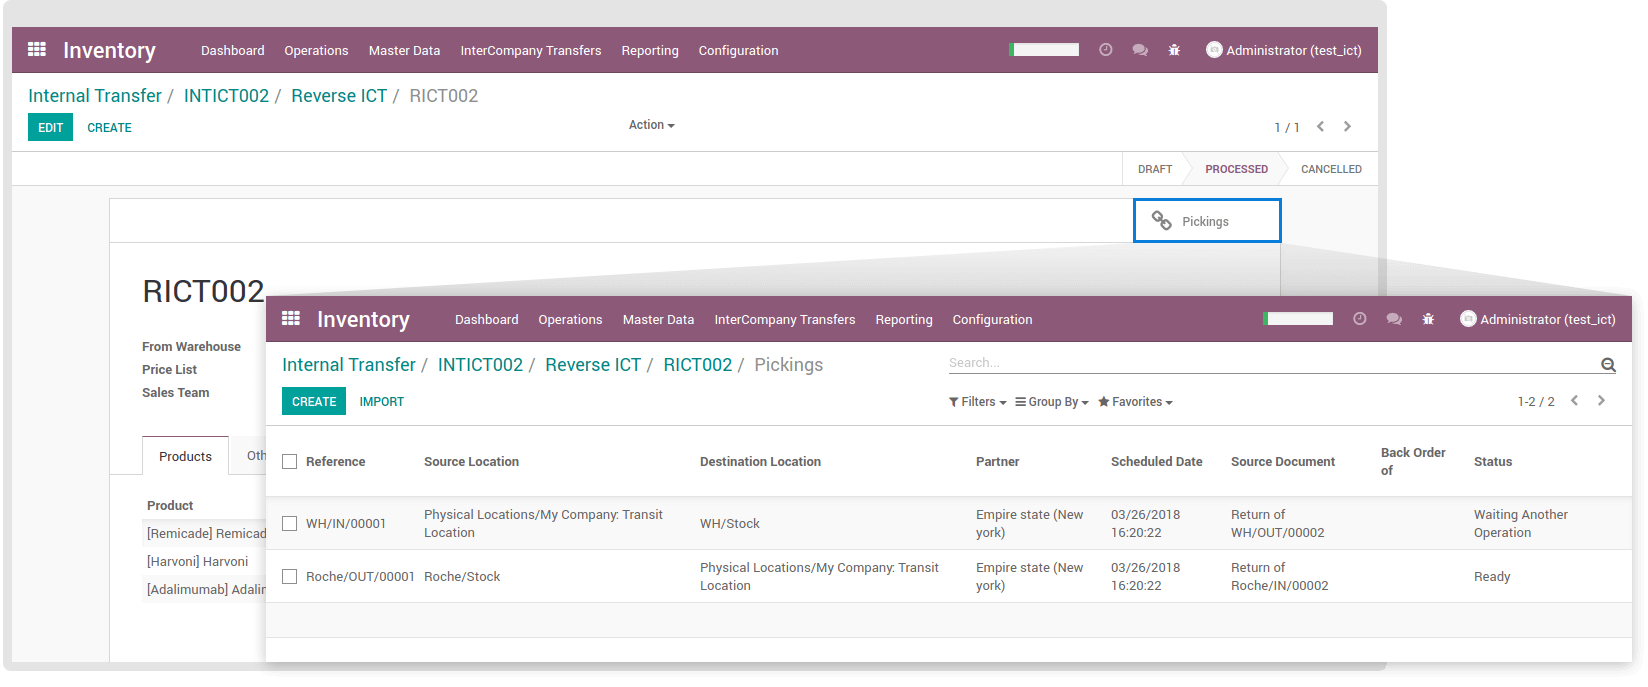 Inventory Dashboard Operations Master Data InterCompany Transfers Reporting Configuration Administrator (test_ict)
Internal Transfer / INTICT002 / Reverse ICT / RICT002
EDIT CREATE Action 1 / 1
DRAFT PROCESSED CANCELLED
Pickings
RICT002
From Warehouse
Price List
Sales Team
Products Oth
Product
[Remicade] Remicad
[Harvoni] Harvoni
[Adalimumab] Adalin
Inventory Dashboard Operations Master Data InterCompany Transfers Reporting Configuration Administrator (test_ict)
Internal Transfer / INTICT002 / Reverse ICT / RICT002 / Pickings Search...
CREATE IMPORT Filters Group By Favorites 1-2 / 2
Reference Source Location Destination Location Partner Scheduled Date Source Document Back Order of Status
WH/IN/00001 Physical Locations/My Company: Transit Location WH/Stock Empire state (New york) 03/26/2018 16:20:22 Return of WH/OUT/00002 Waiting Another Operation
Roche/OUT/00001 Roche/Stock Physical Locations/My Company: Transit Location Empire state (New york) 03/26/2018 16:20:22 Return of Roche/IN/00002 Ready